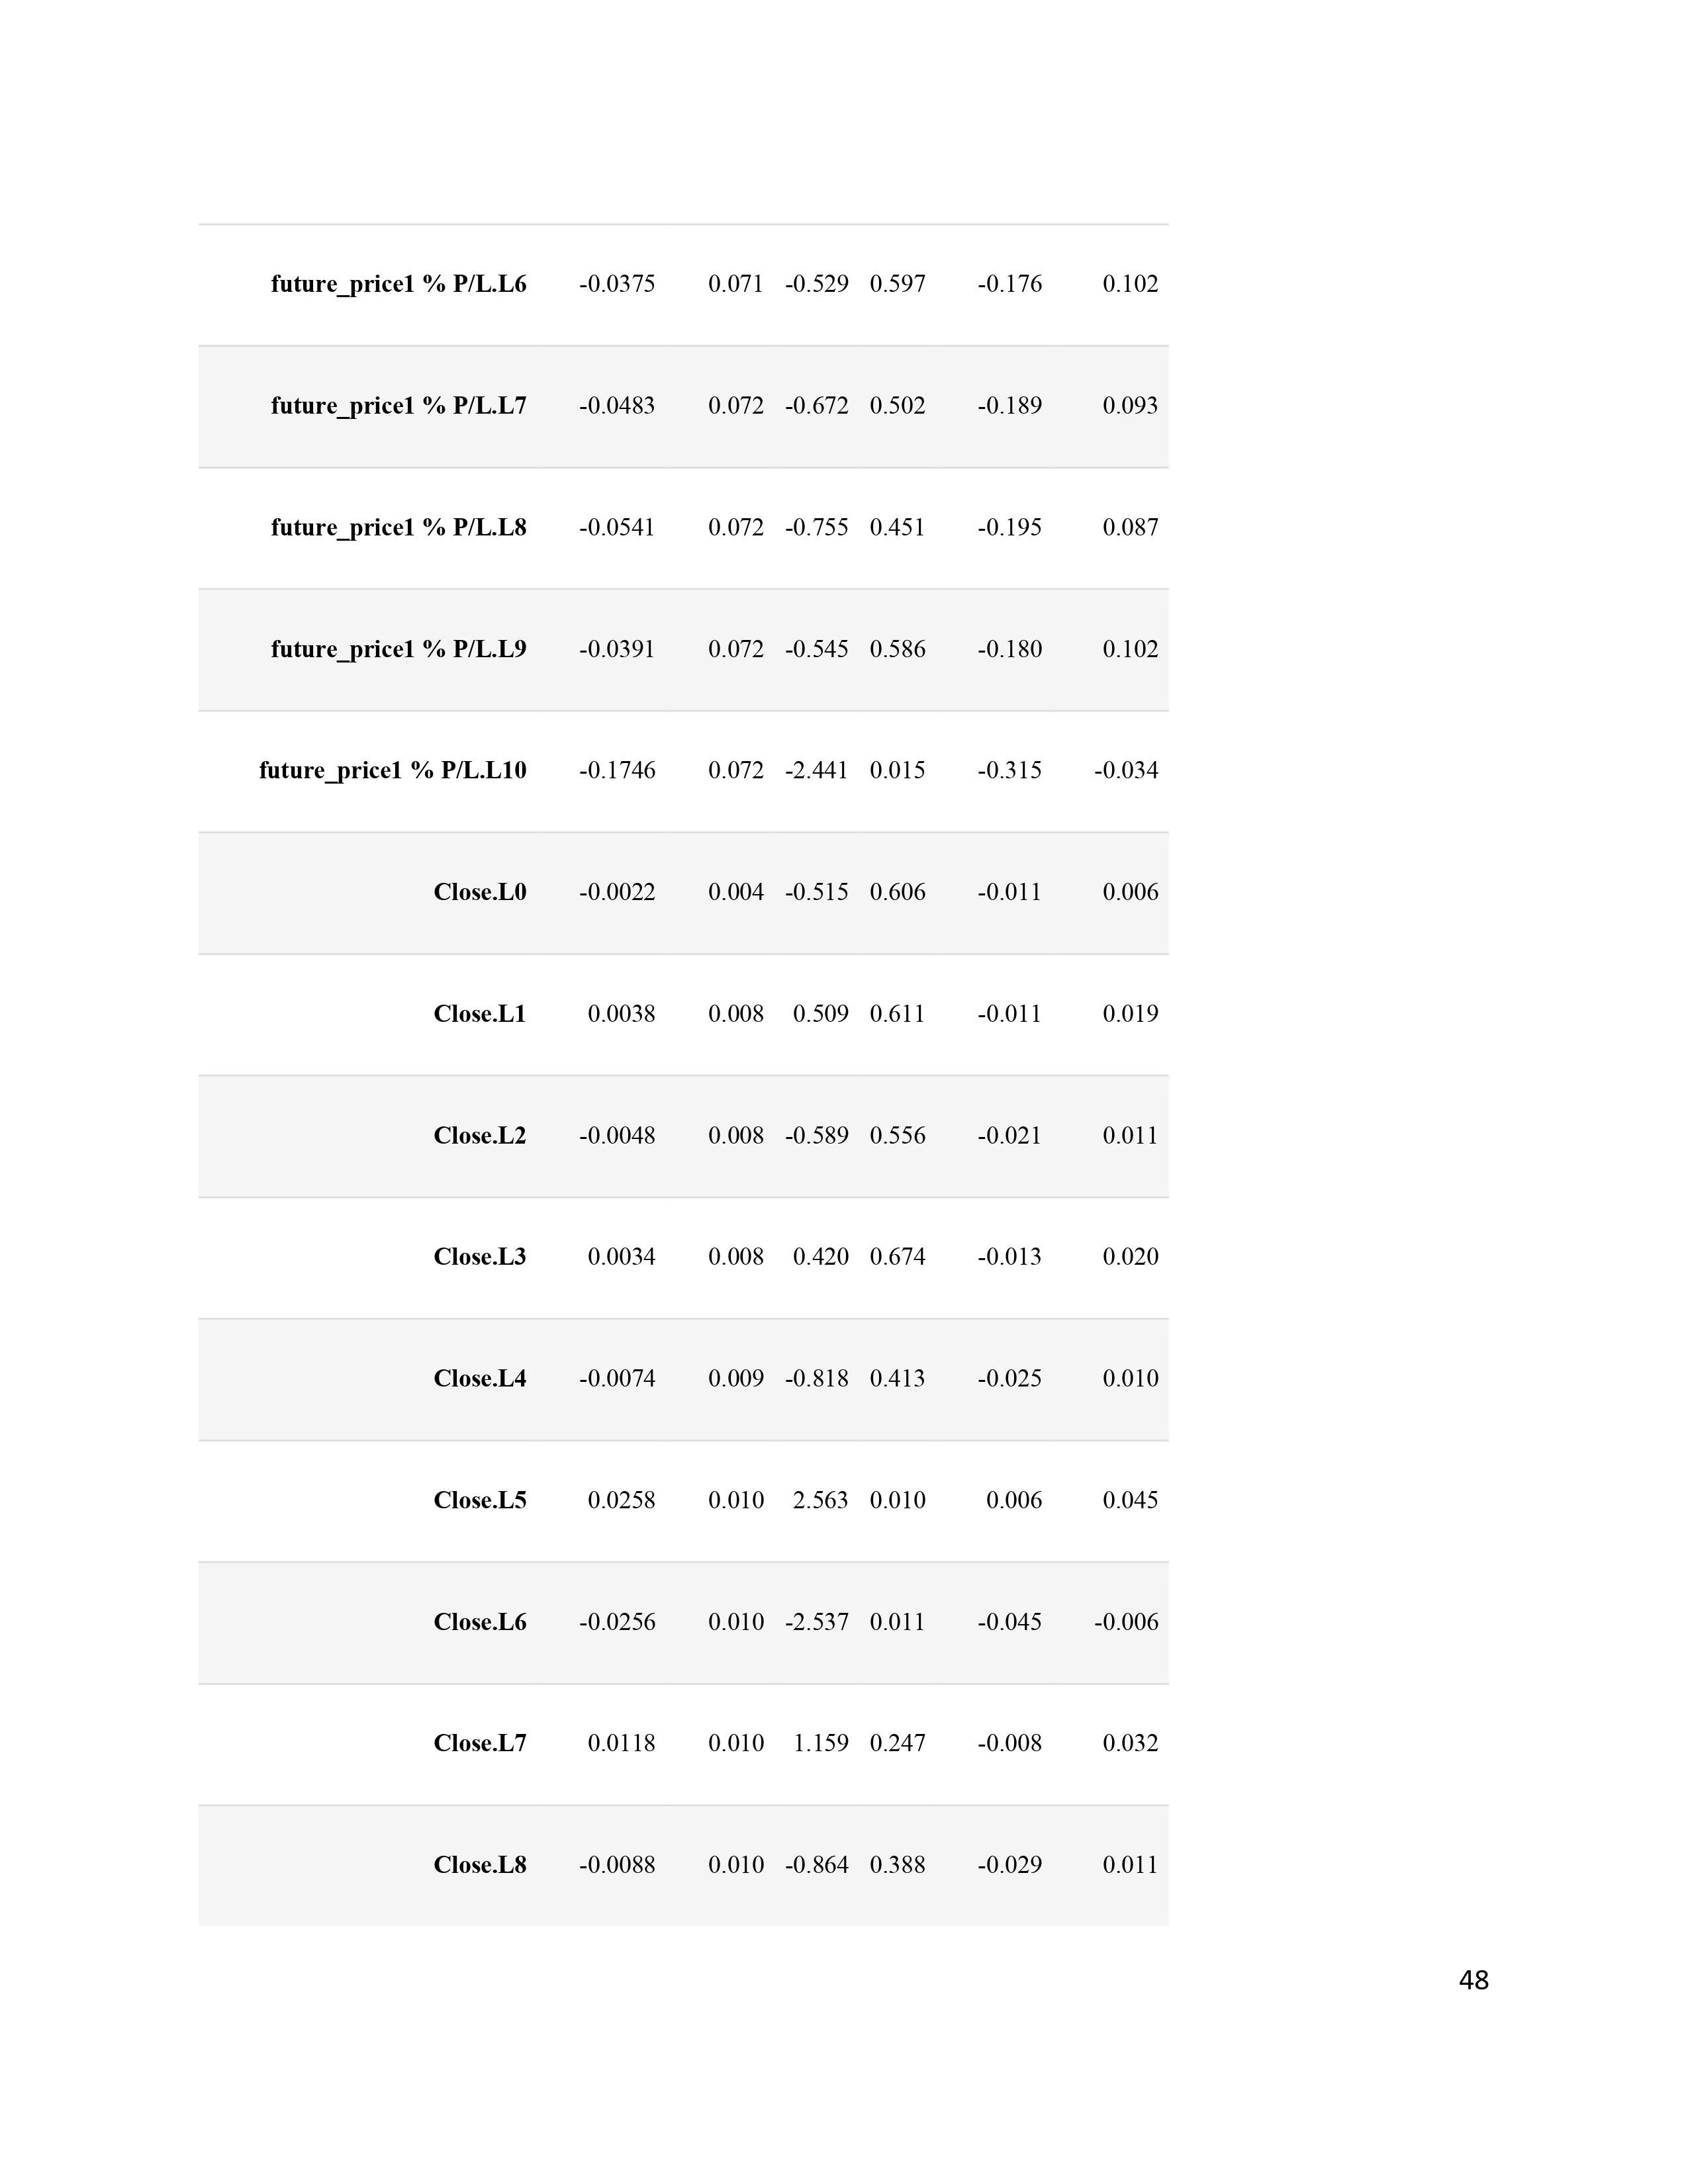 future_price1 % P/L.L6 -0.0375 0.071 -0.529 0.597 -0.176 0.102
future_price1 % P/L.L7 -0.0483 0.072 -0.672 0.502 -0.189 0.093
future_price1 % P/L.L8 -0.0541 0.072 -0.755 0.451 -0.195 0.087
future_price1 % P/L.L9 -0.0391 0.072 -0.545 0.586 -0.180 0.102
future_price1 % P/L.L10 -0.1746 0.072 -2.441 0.015 -0.315 -0.034
Close.L0 -0.0022 0.004 -0.515 0.606 -0.011 0.006
Close.L1 0.0038 0.008 0.509 0.611 -0.011 0.019
Close.L2 -0.0048 0.008 -0.589 0.556 -0.021 0.011
Close.L3 0.0034 0.008 0.420 0.674 -0.013 0.020
Close.L4 -0.0074 0.009 -0.818 0.413 -0.025 0.010
Close.L5 0.0258 0.010 2.563 0.010 0.006 0.045
Close.L6 -0.0256 0.010 -2.537 0.011 -0.045 -0.006
Close.L7 0.0118 0.010 1.159 0.247 -0.008 0.032
Close.L8 -0.0088 0.010 -0.864 0.388 -0.029 0.011
48